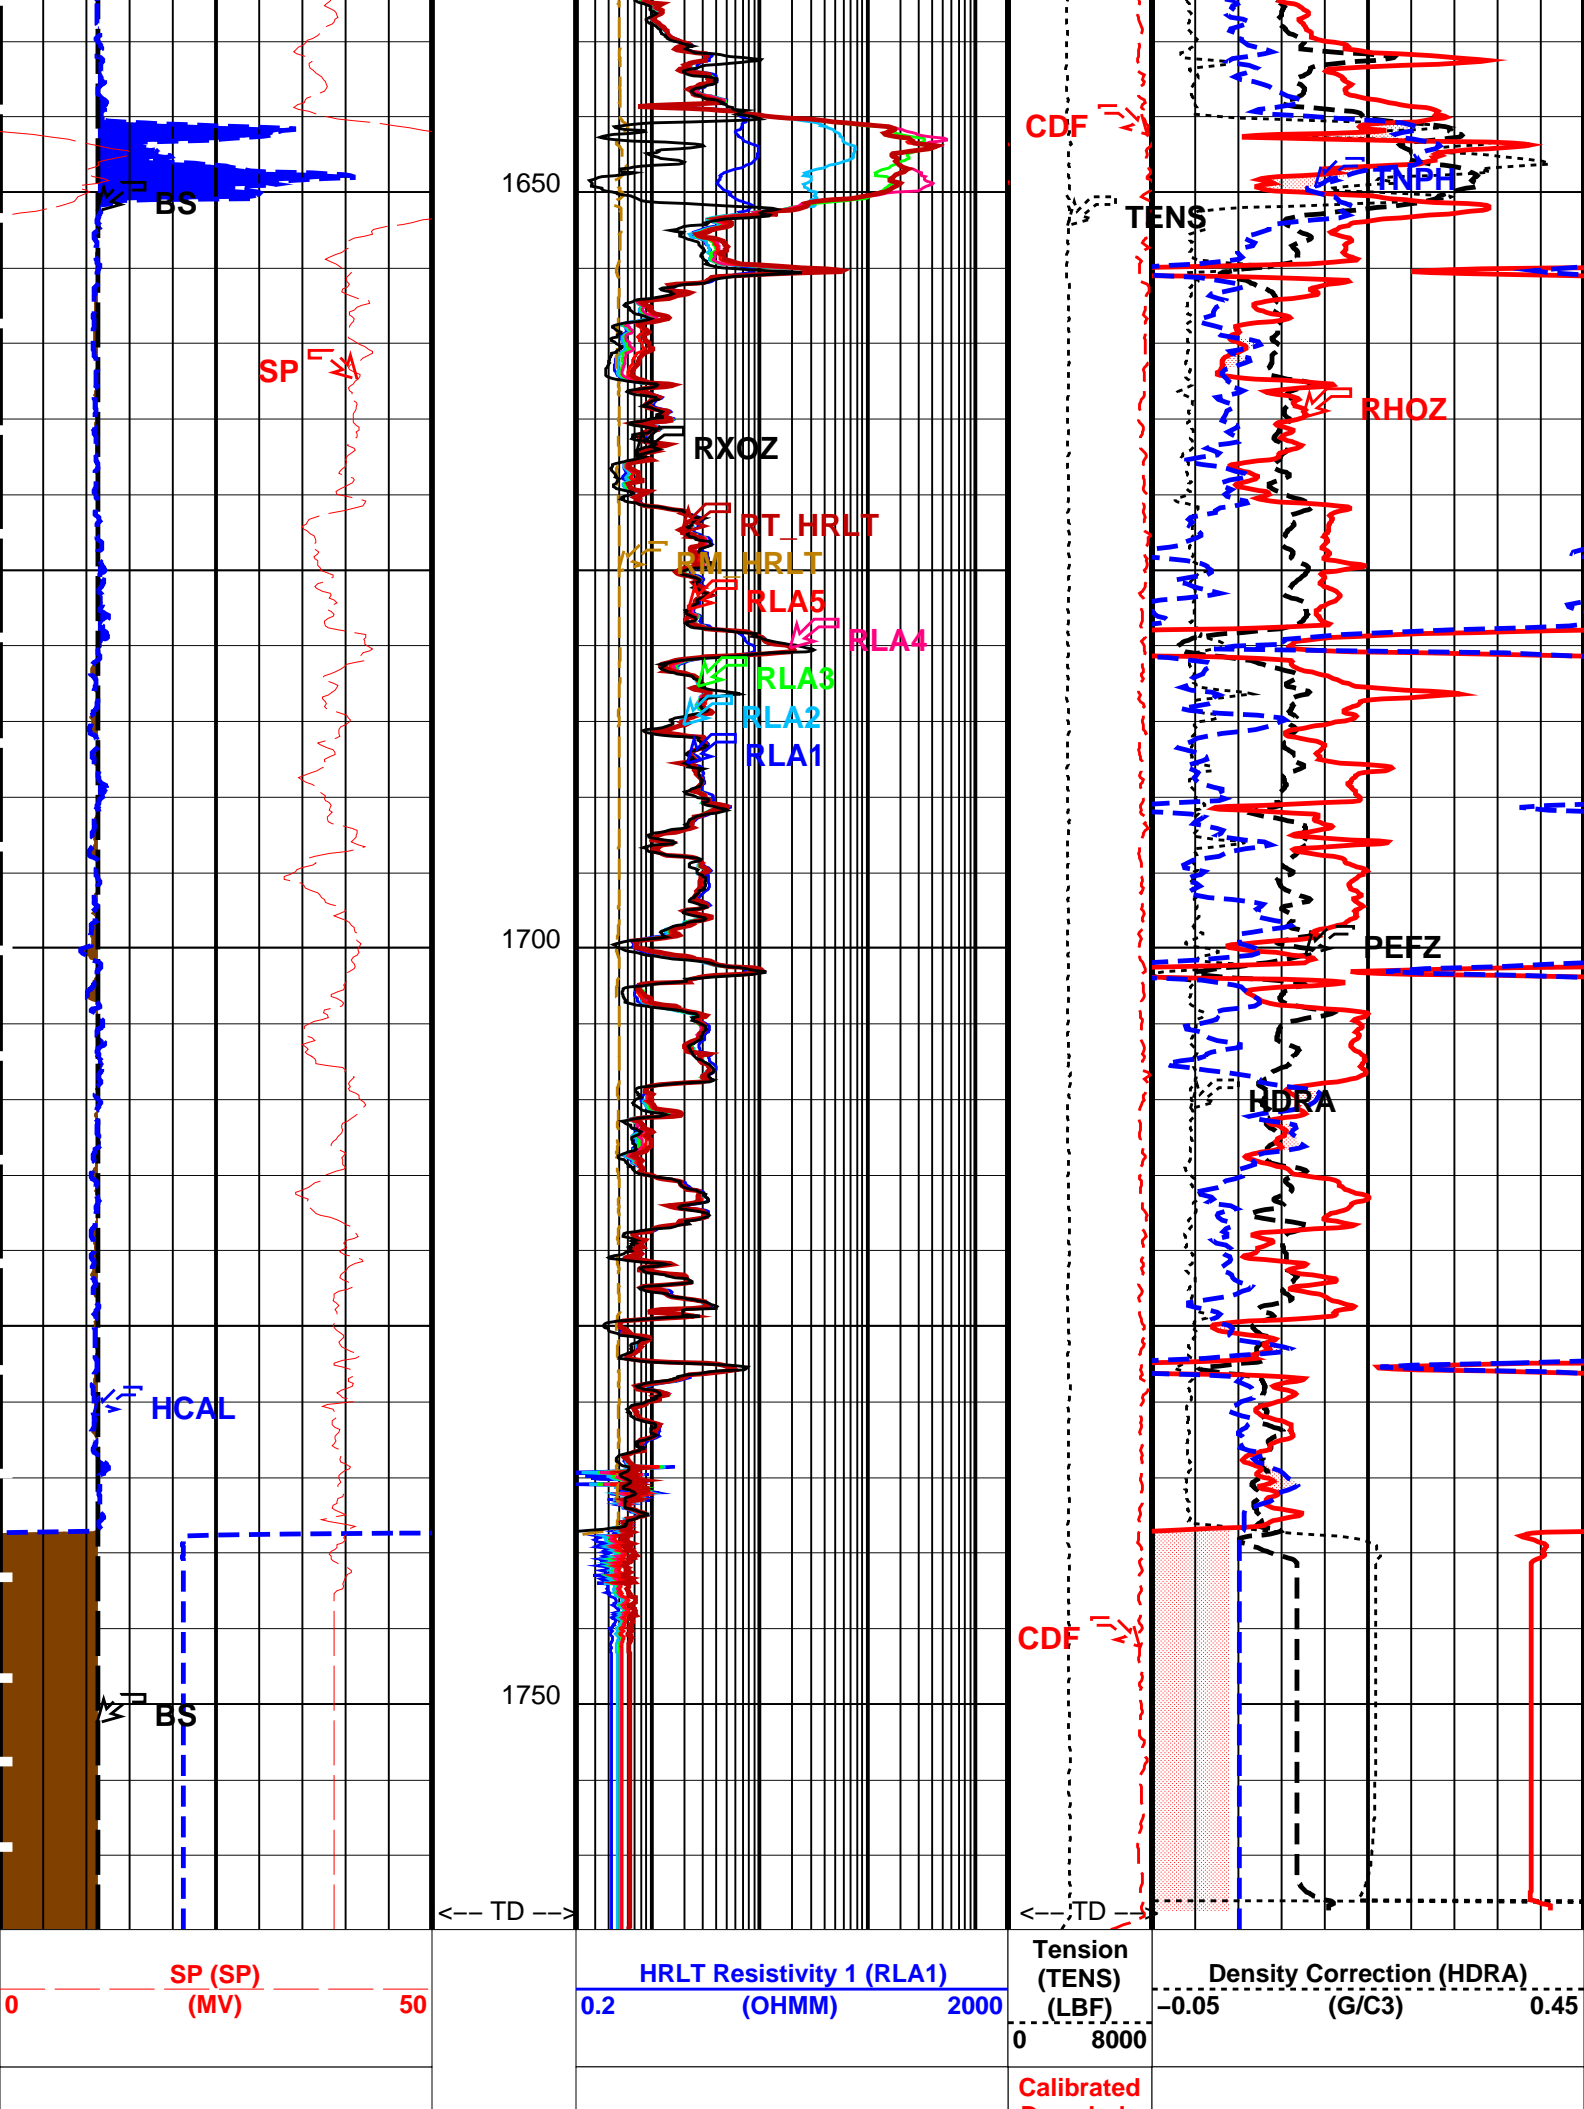 CDF
1650
TNPH
BS
TENS
SP
RHOZ
RXOZ
RT_HRLT
RM_HRLT
RLA5
RLA4
RLA3
RLA2
RLA1
1700
PEFZ
HDRA
HCAL
CDF
1750
BS
<-- TD --> <-- TD -->
SP (SP)
0 (MV) 50
HRLT Resistivity 1 (RLA1)
0.2 (OHMM) 2000
Tension
(TENS)
(LBF)
0 8000
Density Correction (HDRA)
-0.05 (G/C3) 0.45
Calibrated